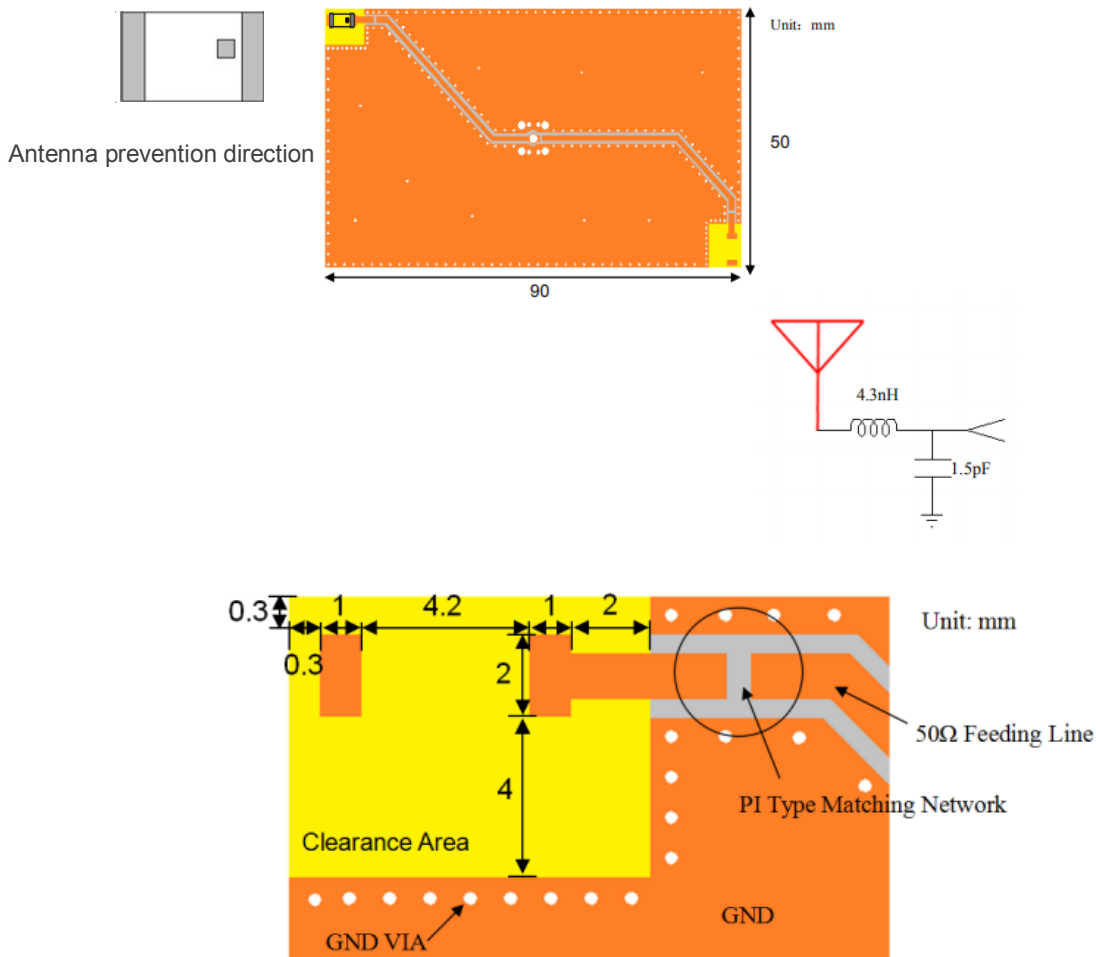 Unit: mm
Antenna prevention direction
50
90
4.3nH
1.5pF
0.3
1
4.2
1
2
Unit: mm
0.3
2
50Ω Feeding Line
4
PI Type Matching Network
Clearance Area
GND
GND VIA